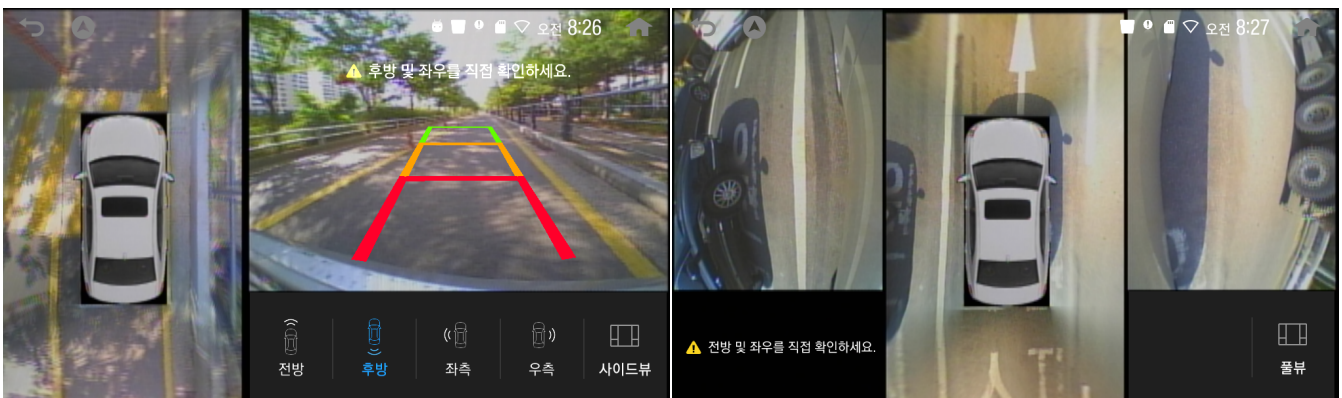 오전 8:26
후방 및 좌우를 직접 확인하세요.
전방
후방
좌측
우측
사이드뷰
오전 8:27
전방 및 좌우를 직접 확인하세요.
풀뷰